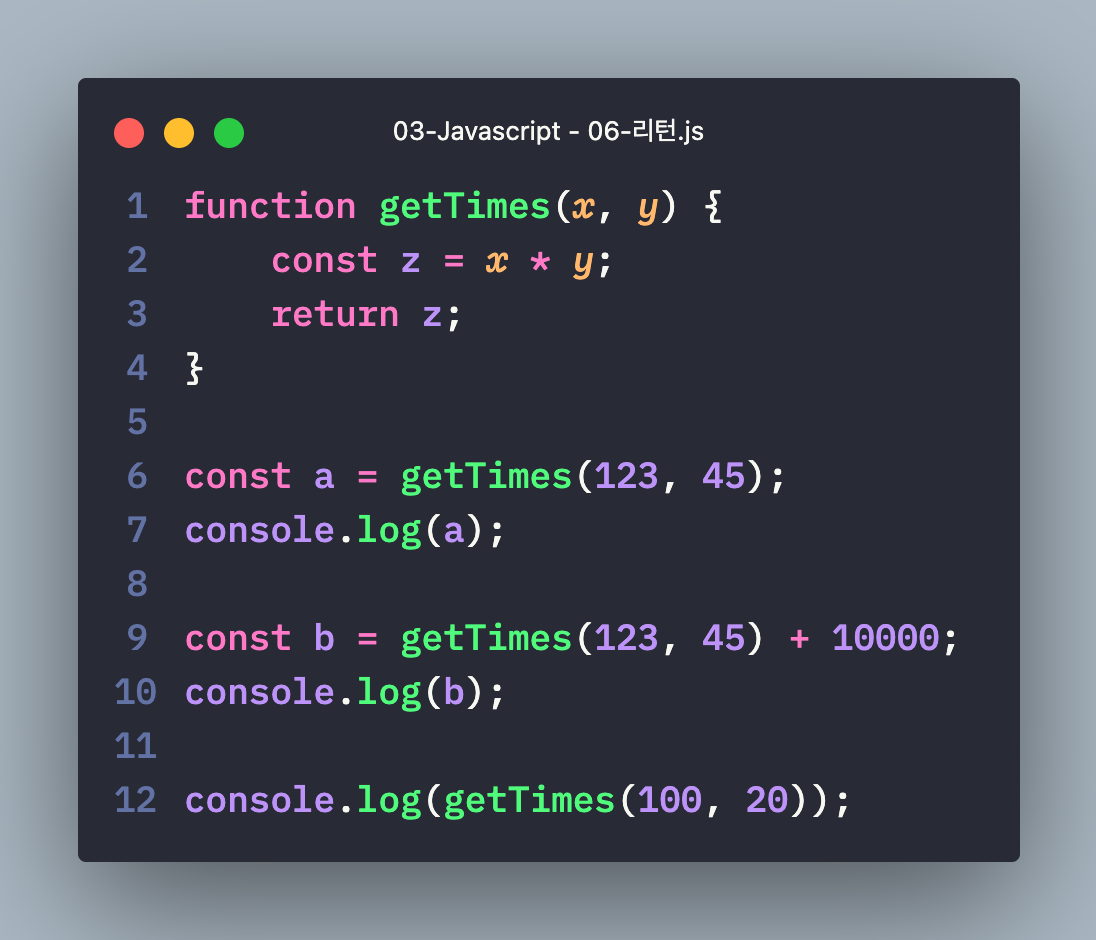 03-Javascript - 06-리턴.js
1 function getTimes(x, y) {
2     const z = x * y;
3     return z;
4 }
5
6 const a = getTimes(123, 45);
7 console.log(a);
8
9 const b = getTimes(123, 45) + 10000;
10 console.log(b);
11
12 console.log(getTimes(100, 20));